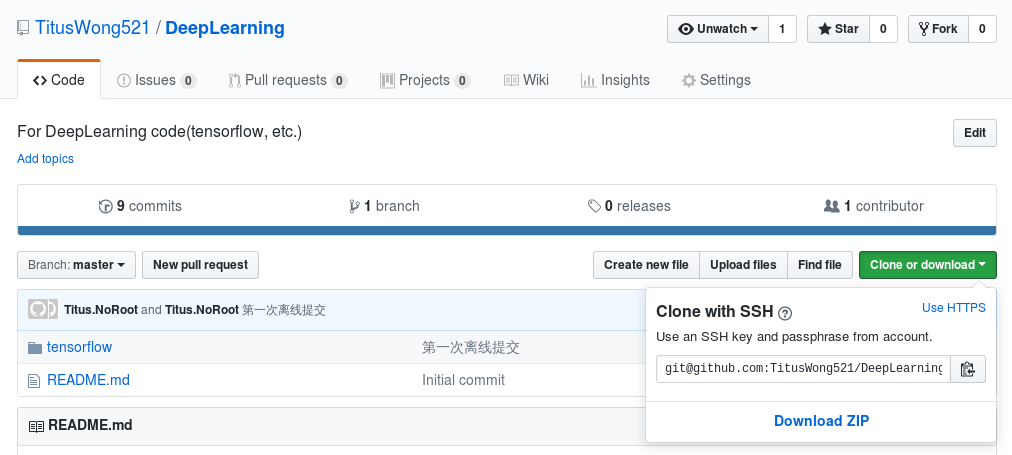 TitusWong521 / DeepLearning
Unwatch 1 Star 0 Fork 0
Code Issues 0 Pull requests 0 Projects 0 Wiki Insights Settings
For DeepLearning code(tensorflow, etc.)
Edit
Add topics
9 commits 1 branch 0 releases 1 contributor
Branch: master New pull request Create new file Upload files Find file Clone or download
Titus.NoRoot and Titus.NoRoot 第一次离线提交
tensorflow 第一次离线提交
README.md Initial commit
README.md
Clone with SSH Use HTTPS
Use an SSH key and passphrase from account.
git@github.com:TitusWong521/DeepLearning
Download ZIP